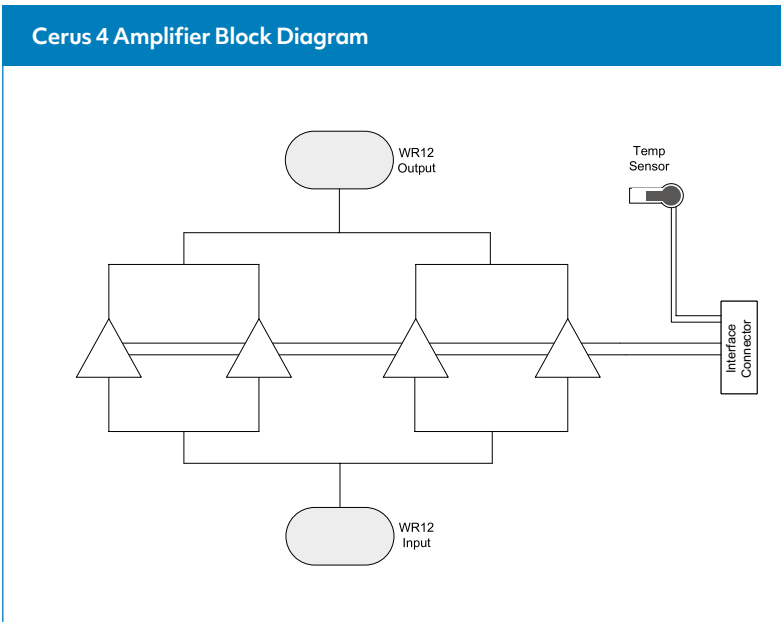 Cerus 4 Amplifier Block Diagram
WR12
Output
Temp
Sensor
Interface
Connector
WR12
Input